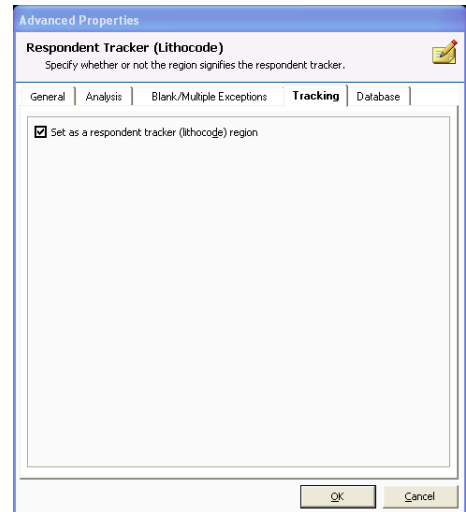 Advanced Properties
Respondent Tracker (Lithocode)
Specify whether or not the region signifies the respondent tracker.
General Analysis Blank/Multiple Exceptions Tracking Database
Set as a respondent tracker (lithocode) region
OK Cancel